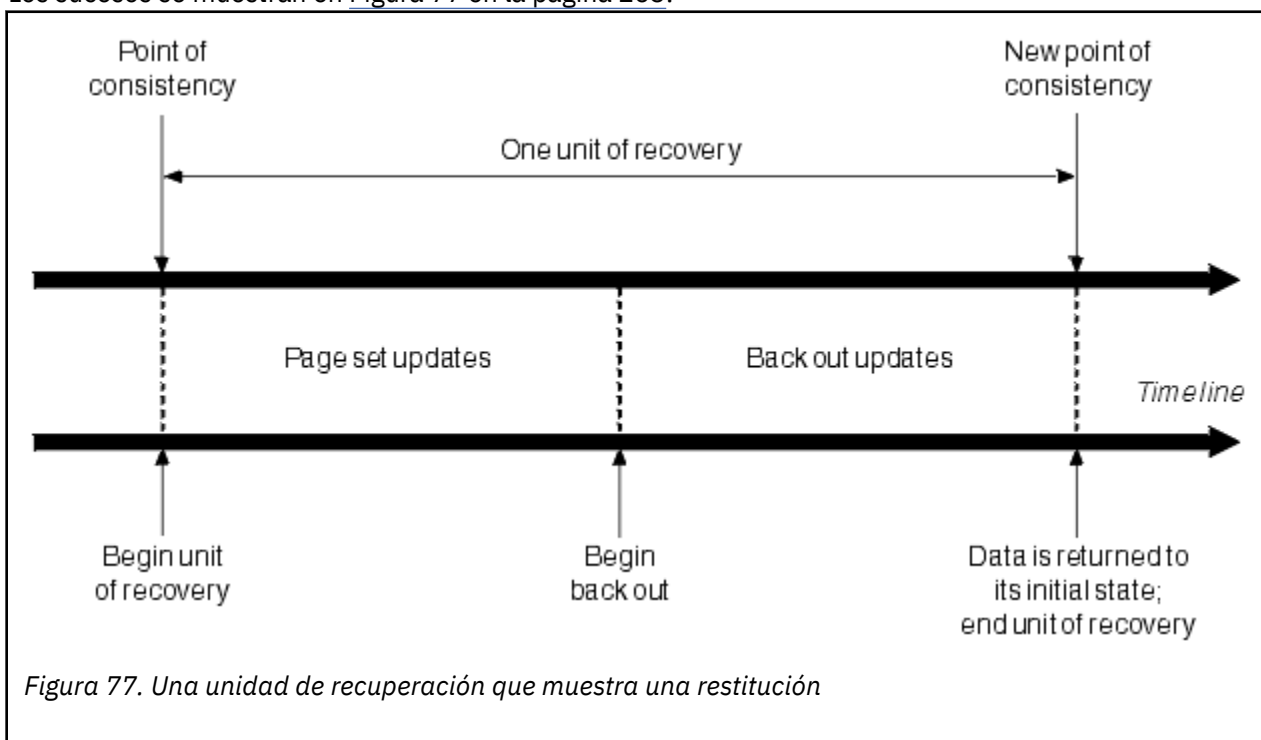 Los sucesos se muestran en Figura 77 en la página
Point of
consistency
New point of
consistency
One unit of recovery
Page set updates
Back out updates
Timeline
Begin unit
of recovery
Begin
back out
Data is returned to
its initial state;
end unit of recovery
Figura 77. Una unidad de recuperación que muestra una restitución